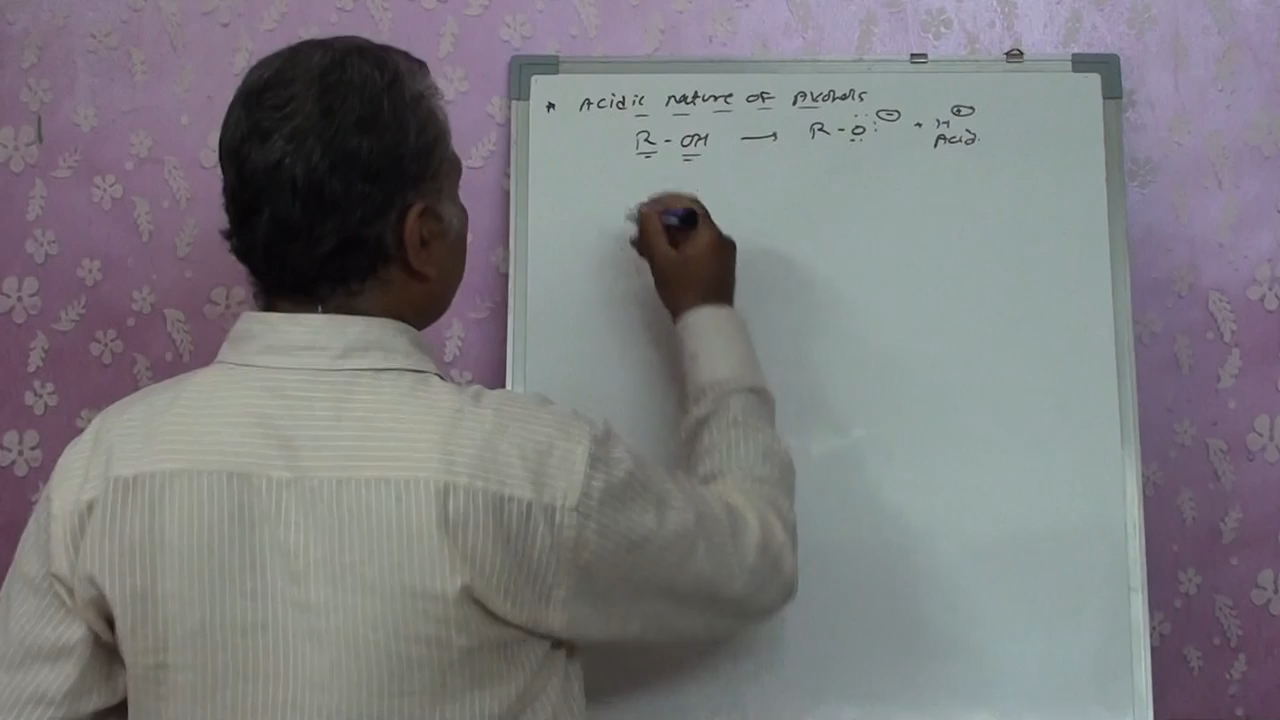 * Acidic nature of Alcohols
R - OH ⟶ R - Ö:⊖ + H⊕
Acid